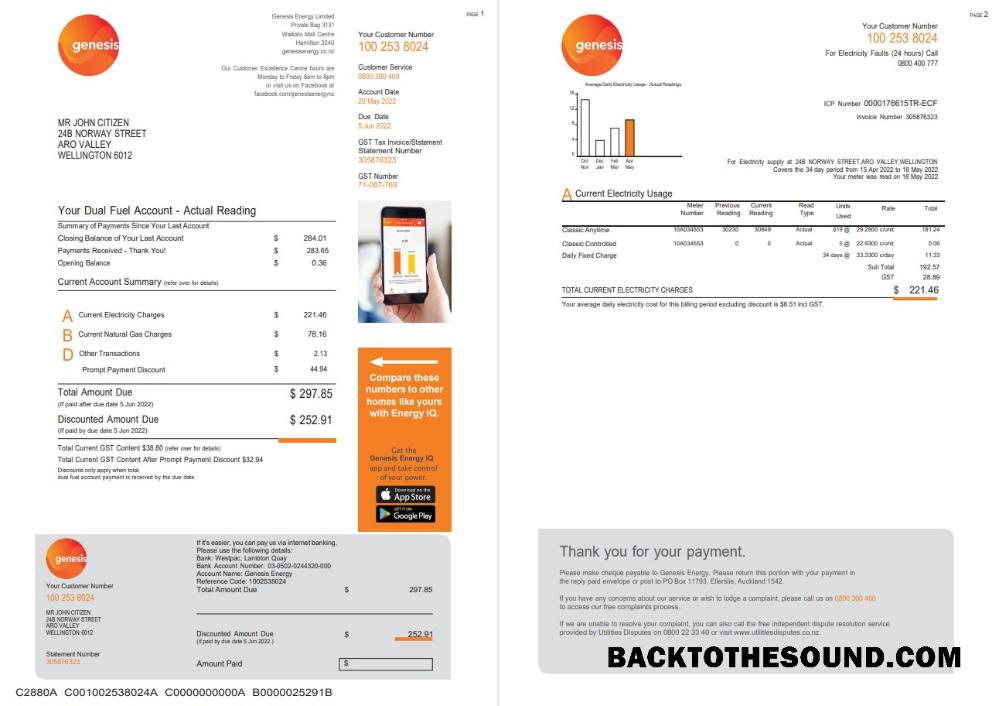 PAGE 1
genesis
Genesis Energy Limited
Private Bag 3131
Waikato Mail Centre
Hamilton 3240
genesisenergy.co.nz
Our Customer Excellence Centre hours are
Monday to Friday 8am to 8pm
or visit us on Facebook at
facebook.com/genesisenergynz
Your Customer Number
100 253 8024
Customer Service
0800 300 400
Account Date
20 May 2022
Due Date
5 Jun 2022
GST Tax Invoice/Statement
Statement Number
305876323
GST Number
71-067-769
MR JOHN CITIZEN
24B NORWAY STREET
ARO VALLEY
WELLINGTON 6012
Your Dual Fuel Account - Actual Reading
Summary of Payments Since Your Last Account
Closing Balance of Your Last Account $ 284.01
Payments Received - Thank You! $ 283.65
Opening Balance $ 0.36
Current Account Summary (refer over for details)
A Current Electricity Charges $ 221.46
B Current Natural Gas Charges $ 78.16
D Other Transactions $ 2.13
Prompt Payment Discount $ 44.94
Total Amount Due $ 297.85
(If paid after due date 5 Jun 2022)
Discounted Amount Due $ 252.91
(If paid by due date 5 Jun 2022)
Total Current GST Content $38.80 (refer over for details)
Total Current GST Content After Prompt Payment Discount $32.94
Discounts only apply when total
dual fuel account payment is received by the due date.
Compare these
numbers to other
homes like yours
with Energy IQ.
Get the
Genesis Energy IQ
app and take control
of your power.
Download on the
App Store
GET IT ON
Google Play
genesis
Your Customer Number
100 253 8024
MR JOHN CITIZEN
24B NORWAY STREET
ARO VALLEY
WELLINGTON 6012
Statement Number
305876323
If it's easier, you can pay us via internet banking.
Please use the following details:
Bank: Westpac, Lambton Quay
Bank Account Number: 03-0502-0244320-000
Account Name: Genesis Energy
Reference Code: 1002538024
Total Amount Due $ 297.85
Discounted Amount Due $ 252.91
(If paid by due date 5 Jun 2022 )
Amount Paid $
C2880A C001002538024A C0000000000A B0000025291B
PAGE 2
genesis
Your Customer Number
100 253 8024
For Electricity Faults (24 hours) Call
0800 400 777
Average Daily Electricity Usage - Actual Readings
16
12
8
4
0
Oct Dec Feb Apr
Nov Jan Mar May
ICP Number 0000176615TR-ECF
Invoice Number 305876323
For Electricity supply at 24B NORWAY STREET,ARO VALLEY,WELLINGTON
Covers the 34 day period from 15 Apr 2022 to 18 May 2022
Your meter was read on 18 May 2022
A Current Electricity Usage
Meter Number Previous Reading Current Reading Read Type Units Used Rate Total
Classic Anytime 10A034553 30230 30849 Actual 619 @ 29.2800 c/unit 181.24
Classic Controlled 10A034553 0 0 Actual 0 @ 22.9300 c/unit 0.00
Daily Fixed Charge 34 days @ 33.3300 c/day 11.33
Sub Total 192.57
GST 28.89
TOTAL CURRENT ELECTRICITY CHARGES $ 221.46
Your average daily electricity cost for this billing period excluding discount is $6.51 incl GST.
Thank you for your payment.
Please make cheque payable to Genesis Energy. Please return this portion with your payment in
the reply paid envelope or post to PO Box 11793, Ellerslie, Auckland 1542.
If you have any concerns about our service or wish to lodge a complaint, please call us on 0800 300 400
to access our free complaints process.
If we are unable to resolve your complaint, you can also call the free independent dispute resolution service
provided by Utilities Disputes on 0800 22 33 40 or visit www.utilitiesdisputes.co.nz.
BACKTOTHESOUND.COM